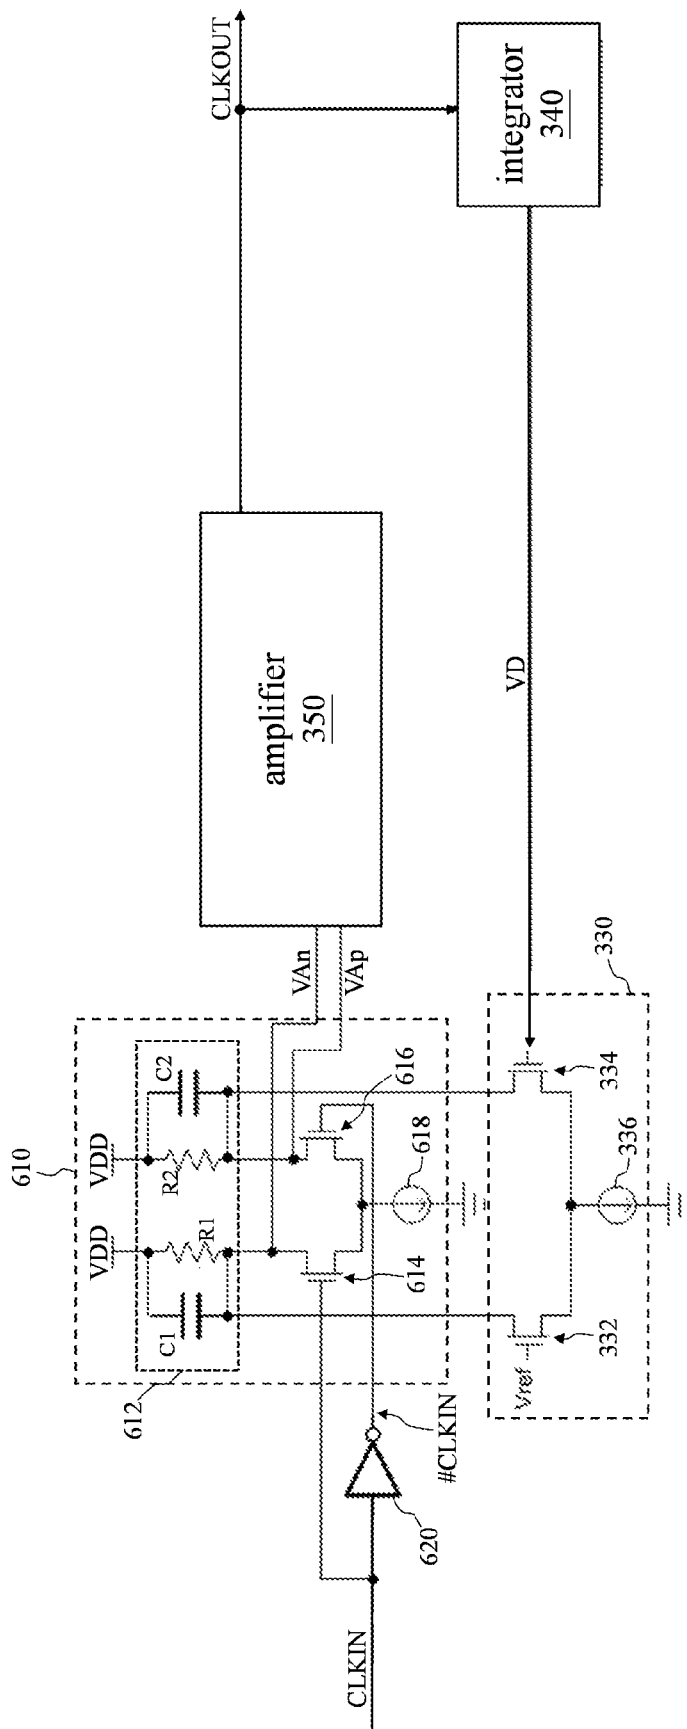 CLKOUT
integrator
340
amplifier
350
VD
VAn
VAp
610
VDD
VDD
C2
R2
R1
C1
612
616
618
614
330
334
336
332
Vref
#CLKIN
620
CLKIN